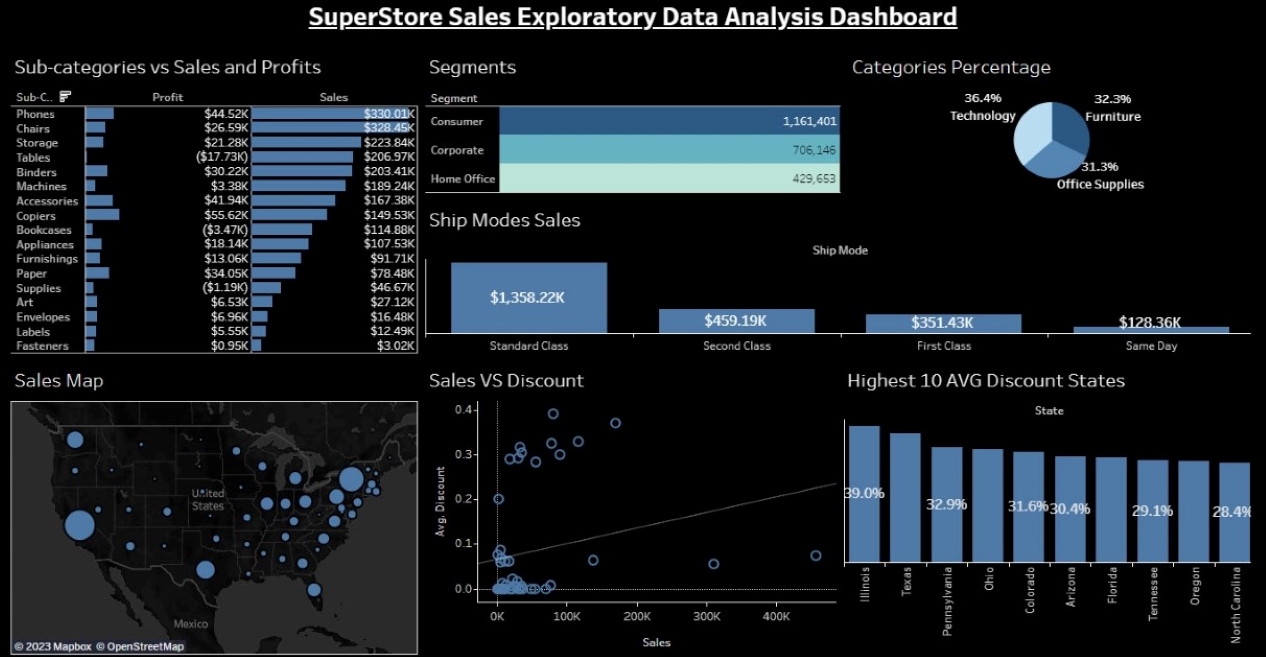 SuperStore Sales Exploratory Data Analysis Dashboard
Sub-categories vs Sales and Profits
Sub-C.. Profit Sales
Phones $44.52K $330.01K
Chairs $26.59K $328.45K
Storage $21.28K $223.84K
Tables ($17.73K) $206.97K
Binders $30.22K $203.41K
Machines $3.38K $189.24K
Accessories $41.94K $167.38K
Copiers $55.62K $149.53K
Bookcases ($3.47K) $114.88K
Appliances $18.14K $107.53K
Furnishings $13.06K $91.71K
Paper $34.05K $78.48K
Supplies ($1.19K) $46.67K
Art $6.53K $27.12K
Envelopes $6.96K $16.48K
Labels $5.55K $12.49K
Fasteners $0.95K $3.02K
Segments
Segment
Consumer 1,161,401
Corporate 706,146
Home Office 429,653
Categories Percentage
36.4%
Technology
32.3%
Furniture
31.3%
Office Supplies
Ship Modes Sales
Ship Mode
$1,358.22K $459.19K $351.43K $128.36K
Standard Class Second Class First Class Same Day
Sales Map
United
States
Mexico
© 2023 Mapbox © OpenStreetMap
Sales VS Discount
Avg. Discount
0.4
0.3
0.2
0.1
0.0
0K 100K 200K 300K 400K
Sales
Highest 10 AVG Discount States
State
39.0% 32.9% 31.6% 30.4% 29.1% 28.4%
Illinois
Texas
Pennsylvania
Ohio
Colorado
Arizona
Florida
Tennessee
Oregon
North Carolina